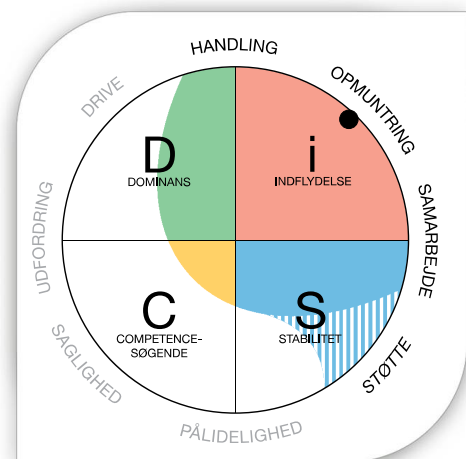 HANDLING
DRIVE
OPMUNTRING
D
DOMINANS
i
INDFLYDELSE
UDFORDRING
SAMARBEJDE
C
COMPETENCE-
SØGENDE
S
STABILITET
SAGLIGHED
STØTTE
PÅLIDELIGHED